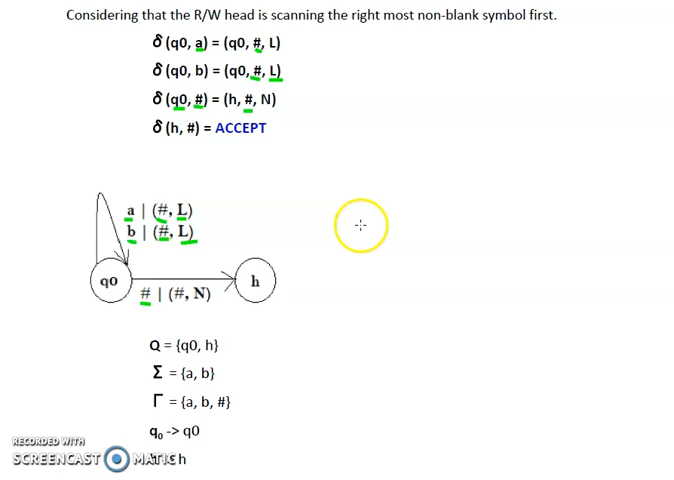 Considering that the R/W head is scanning the right most non-blank symbol first.
δ (q0, a) = (q0, #, L)
δ (q0, b) = (q0, #, L)
δ (q0, #) = (h, #, N)
δ (h, #) = ACCEPT
a | (#, L)
b | (#, L)
q0
h
# | (#, N)
Q = {q0, h}
Σ = {a, b}
Γ = {a, b, #}
q₀ -> q0
RECORDED WITH
SCREENCAST MATIC
h